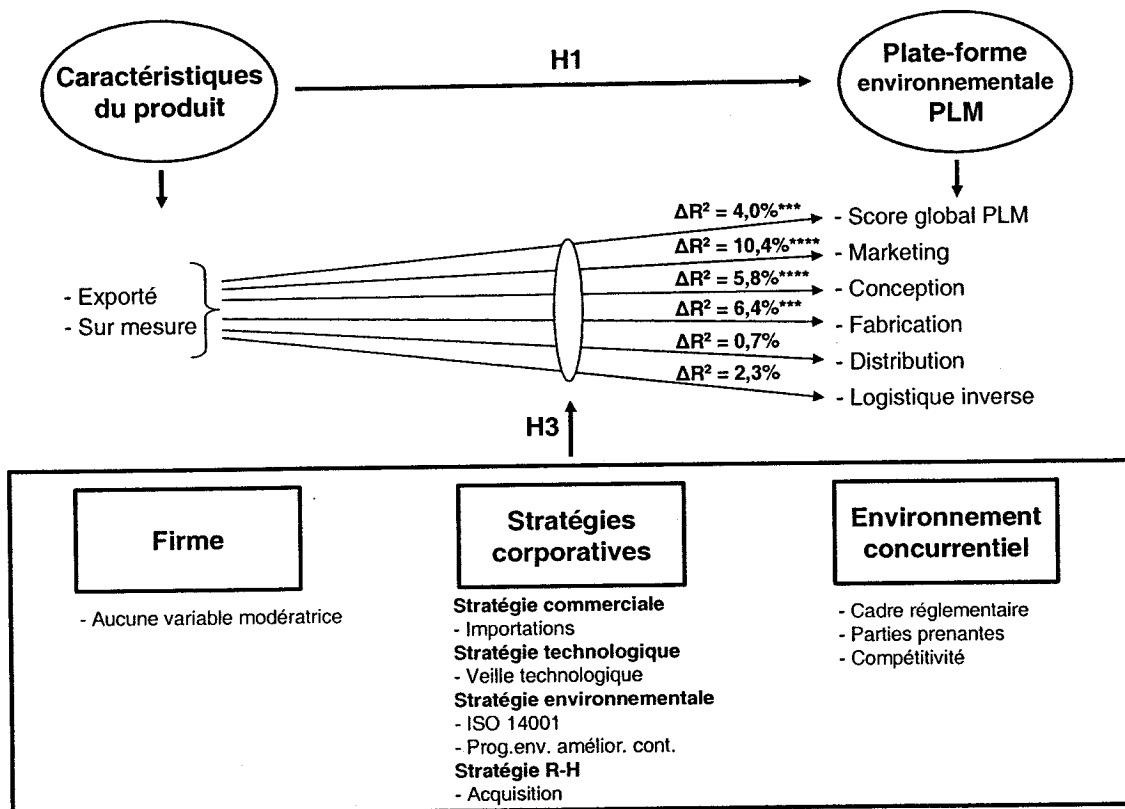 Caractéristiques
du produit
H1
Plate-forme
environnementale
PLM
- Exporté
- Sur mesure
ΔR² = 4,0%***
ΔR² = 10,4%****
ΔR² = 5,8%****
ΔR² = 6,4%***
ΔR² = 0,7%
ΔR² = 2,3%
- Score global PLM
- Marketing
- Conception
- Fabrication
- Distribution
- Logistique inverse
H3
Firme
- Aucune variable modératrice
Stratégies
corporatives
Stratégie commerciale
- Importations
Stratégie technologique
- Veille technologique
Stratégie environnementale
- ISO 14001
- Prog.env. amélior. cont.
Stratégie R-H
- Acquisition
Environnement
concurrentiel
- Cadre réglementaire
- Parties prenantes
- Compétitivité